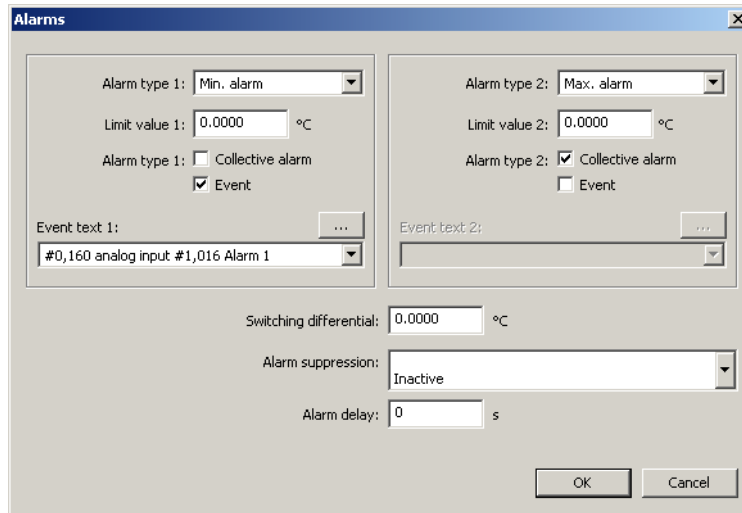 Alarms
Alarm type 1: Min. alarm
Limit value 1: 0.0000 °C
Alarm type 1: Collective alarm
Event
Event text 1: ...
#0,160 analog input #1,016 Alarm 1
Alarm type 2: Max. alarm
Limit value 2: 0.0000 °C
Alarm type 2: Collective alarm
Event
Event text 2: ...
Switching differential: 0.0000 °C
Alarm suppression:
Inactive
Alarm delay: 0 s
OK Cancel